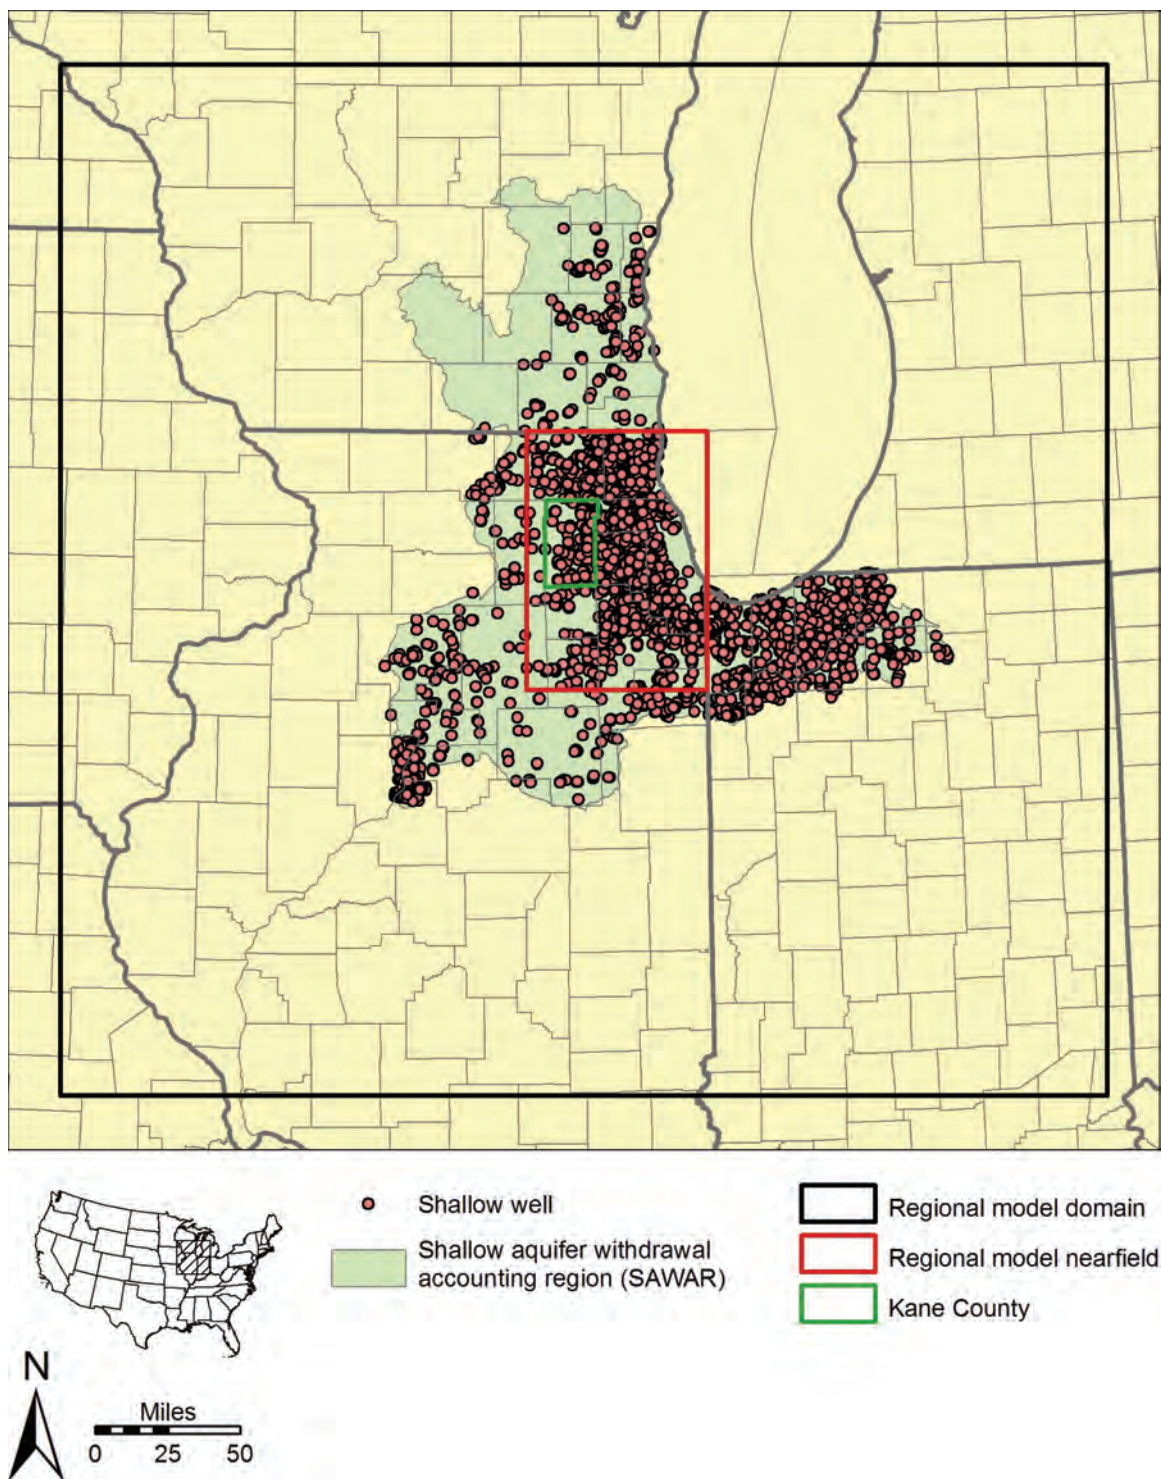 Shallow well
Shallow aquifer withdrawal
accounting region (SAWAR)
Regional model domain
Regional model nearfield
Kane County
N
Miles
0 25 50